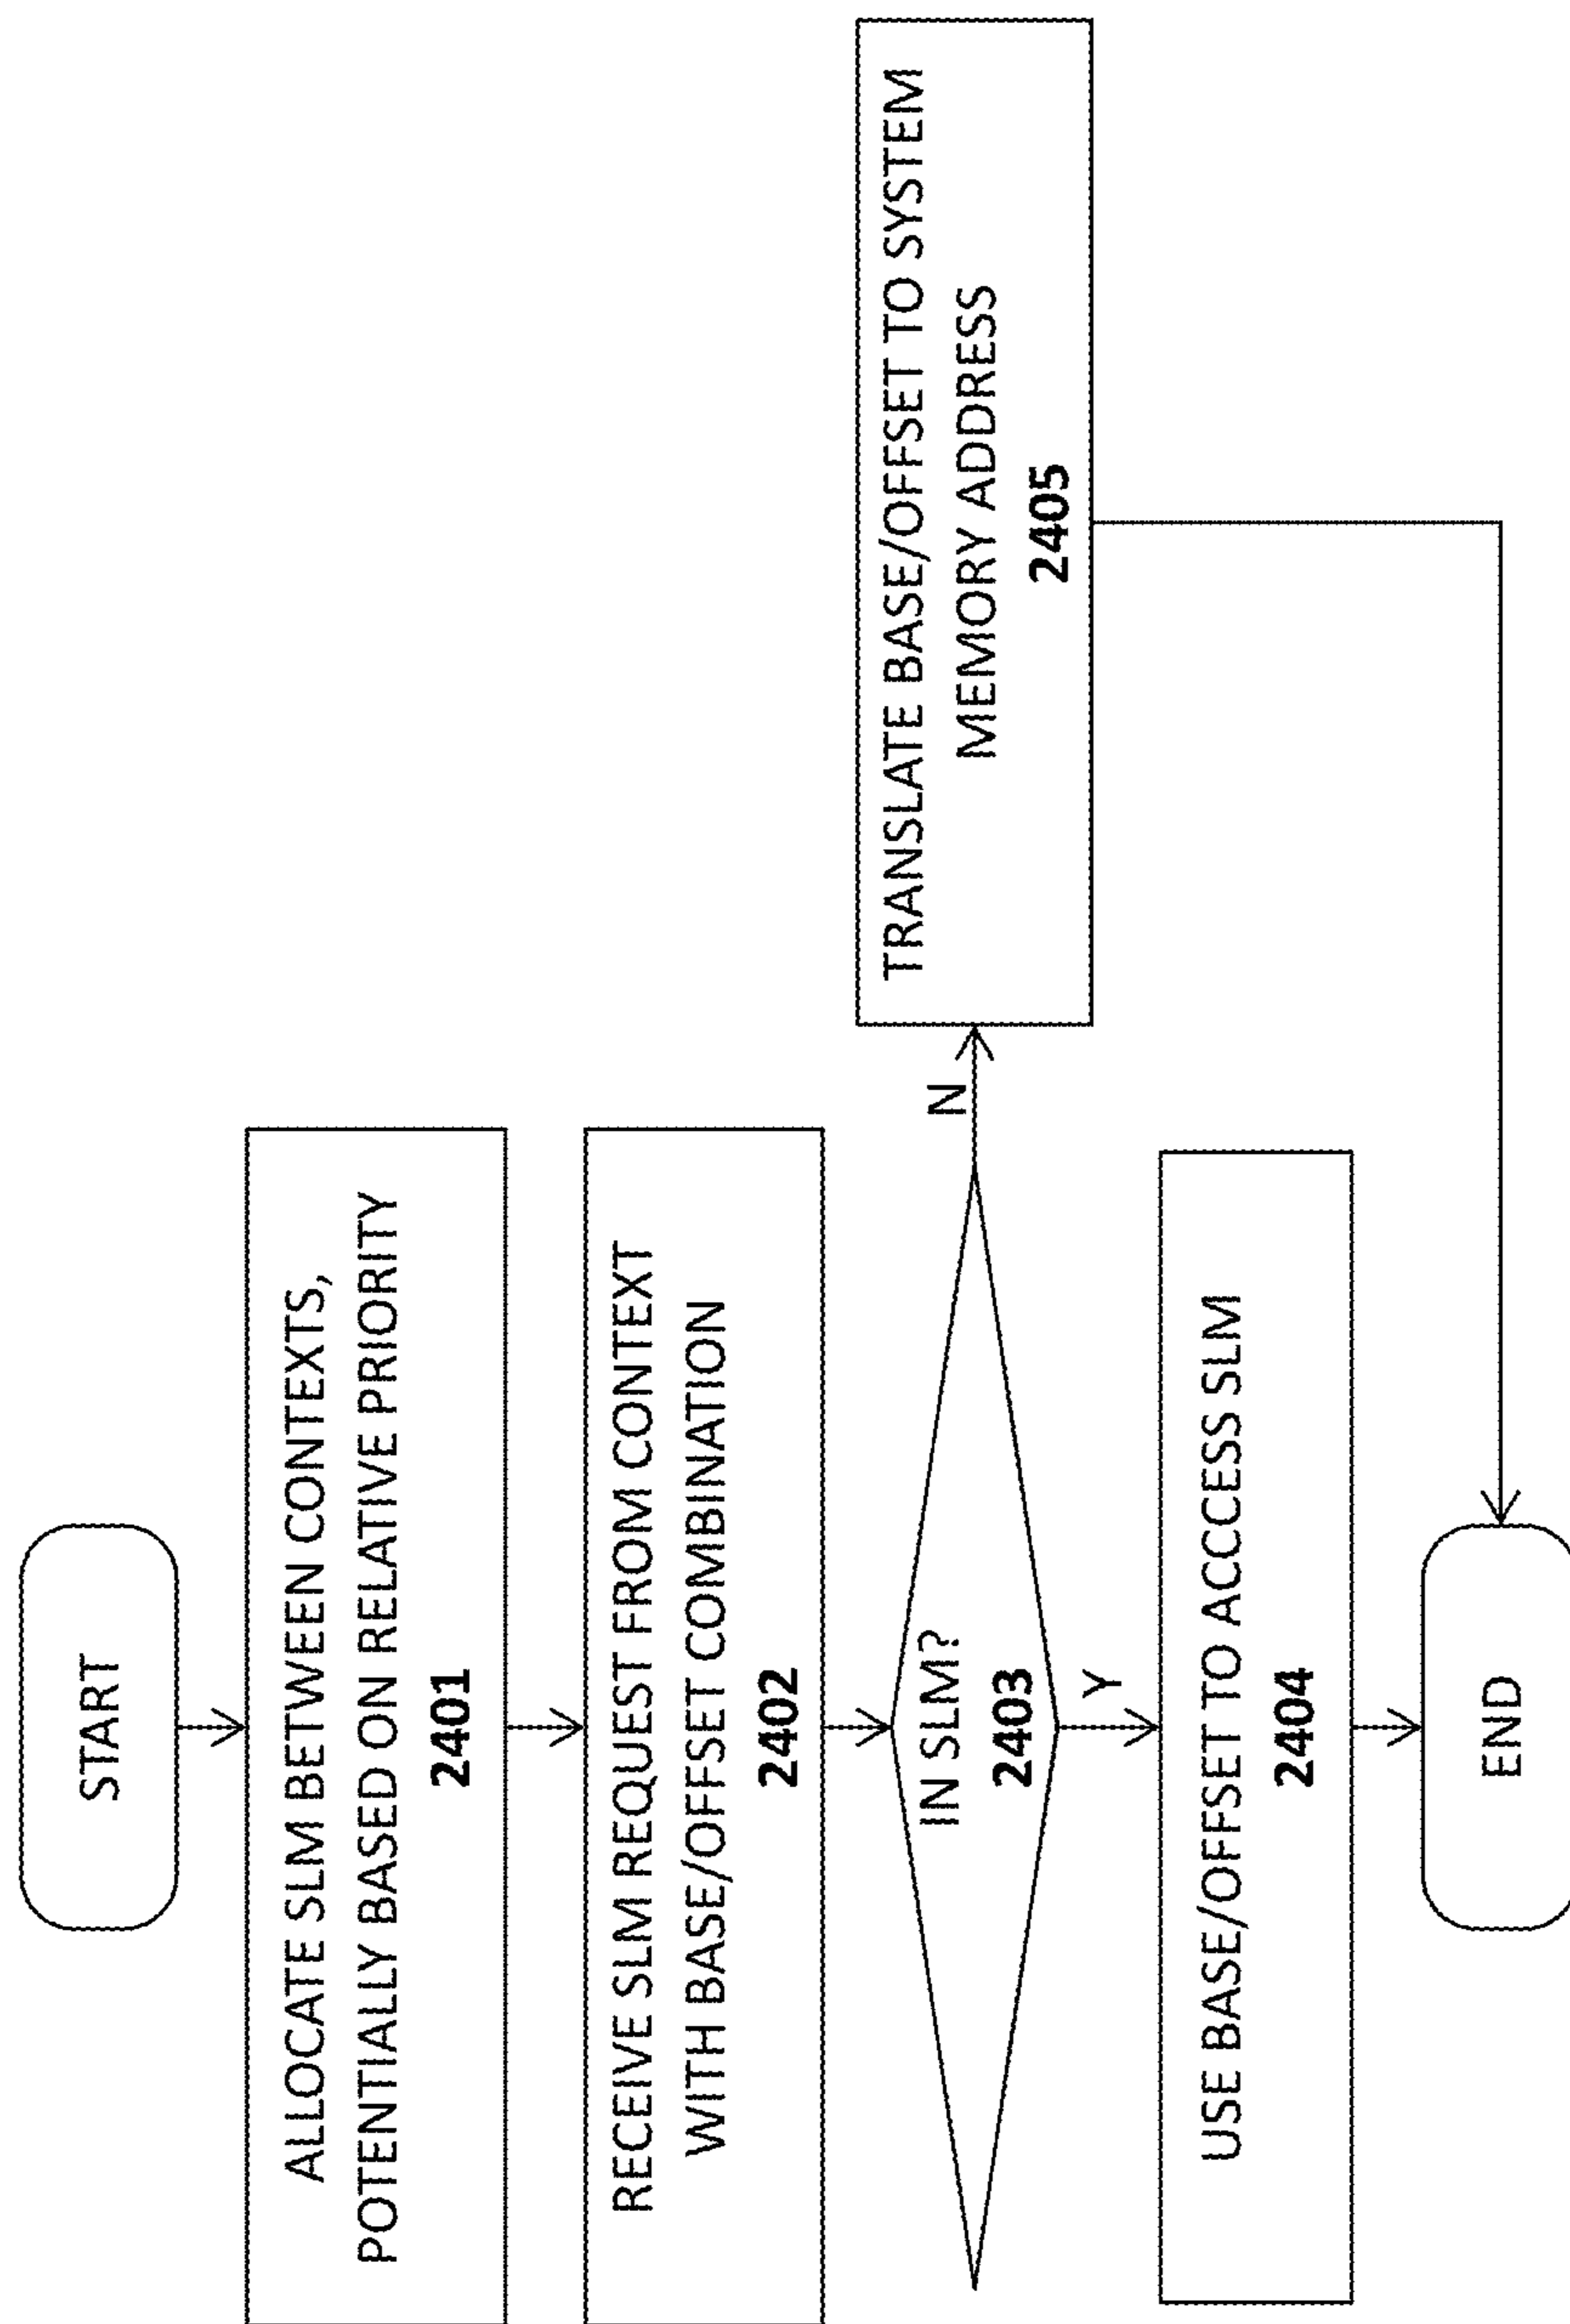 START
ALLOCATE SLM BETWEEN CONTEXTS,
POTENTIALLY BASED ON RELATIVE PRIORITY
2401
RECEIVE SLM REQUEST FROM CONTEXT
WITH BASE/OFFSET COMBINATION
2402
IN SLM?
2403
N
TRANSLATE BASE/OFFSET TO SYSTEM
MEMORY ADDRESS
2405
Y
USE BASE/OFFSET TO ACCCESS SLM
2404
END